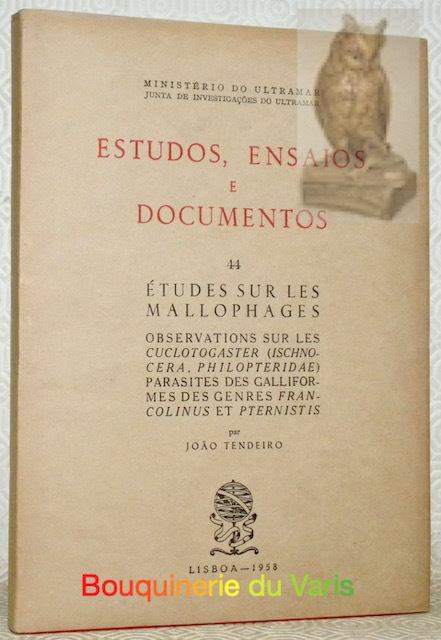 MINISTÉRIO DO ULTRAMAR
JUNTA DE INVESTIGAÇÕES DO ULTRAMAR
ESTUDOS, ENSAIOS
E
DOCUMENTOS
44
ÉTUDES SUR LES
MALLOPHAGES
OBSERVATIONS SUR LES
CUCLOTOGASTER (ISCHNO-
CERA, PHILOPTERIDAE)
PARASITES DES GALLIFOR-
MES DES GENRES FRAN-
COLINUS ET PTERNISTIS
par
JOÃO TENDEIRO
LISBOA—1958
Bouquinerie du Varis